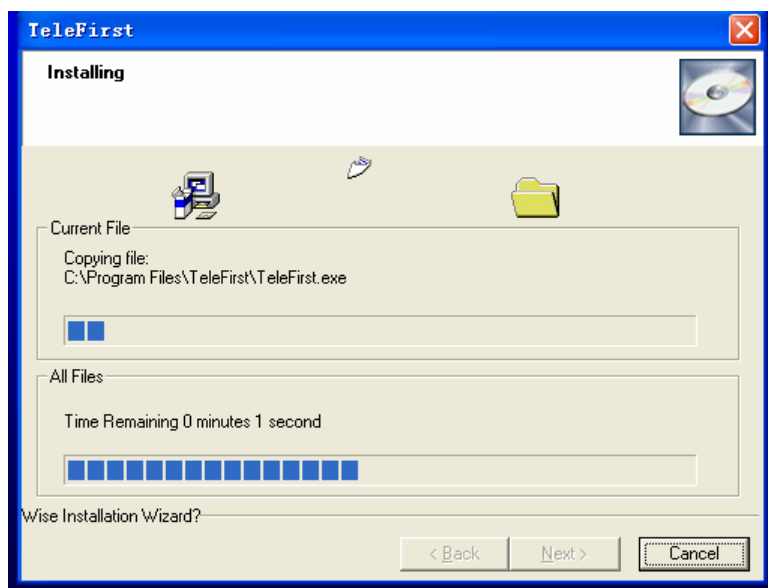 TeleFirst
Installing
Current File
Copying file:
C:\Program Files\TeleFirst\TeleFirst.exe
All Files
Time Remaining 0 minutes 1 second
Wise Installation Wizard?
< Back
Next >
Cancel